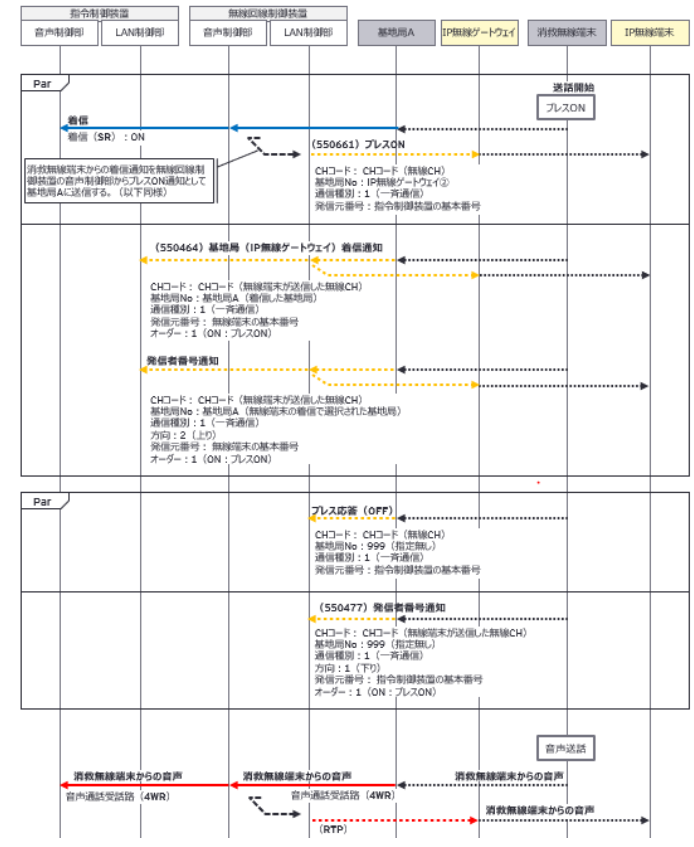 指令制御装置
無線回線制御装置
音声制御部
LAN制御部
音声制御部
LAN制御部
基地局A
IP無線ゲートウェイ
消救無線端末
IP無線端末
Par
送話開始
プレスON
着信
着信（SR）：ON
（550661）プレスON
消救無線端末からの着信通知を無線回線制
御装置の音声制御部からプレスON通知として
基地局Aに送信する。（以下同様）
CHコード： CHコード（無線CH）
基地局No：IP無線ゲートウェイ②
通信種別：1（一斉通信）
発信元番号：指令制御装置の基本番号
（550464）基地局（IP無線ゲートウェイ）着信通知
CHコード： CHコード（無線端末が送信した無線CH）
基地局No：基地局A（着信した基地局）
通信種別：1（一斉通信）
発信元番号： 無線端末の基本番号
オーダー：1（ON：プレスON）
発信者番号通知
CHコード： CHコード（無線端末が送信した無線CH）
基地局No：基地局A（無線端末の着信で選択された基地局）
通信種別：1（一斉通信）
方向：2（上り）
発信元番号： 無線端末の基本番号
オーダー：1（ON：プレスON）
Par
プレス応答（OFF）
CHコード： CHコード（無線CH）
基地局No：999（指定無し）
通信種別：1（一斉通信）
発信元番号：指令制御装置の基本番号
（550477）発信者番号通知
CHコード： CHコード（無線端末が送信した無線CH）
基地局No：999（指定無し）
通信種別：1（一斉通信）
方向：1（下り）
発信元番号： 指令制御装置の基本番号
オーダー：1（ON：プレスON）
音声送話
消救無線端末からの音声
消救無線端末からの音声
消救無線端末からの音声
音声通話受話路（4WR）
音声通話受話路（4WR）
消救無線端末からの音声
（RTP）